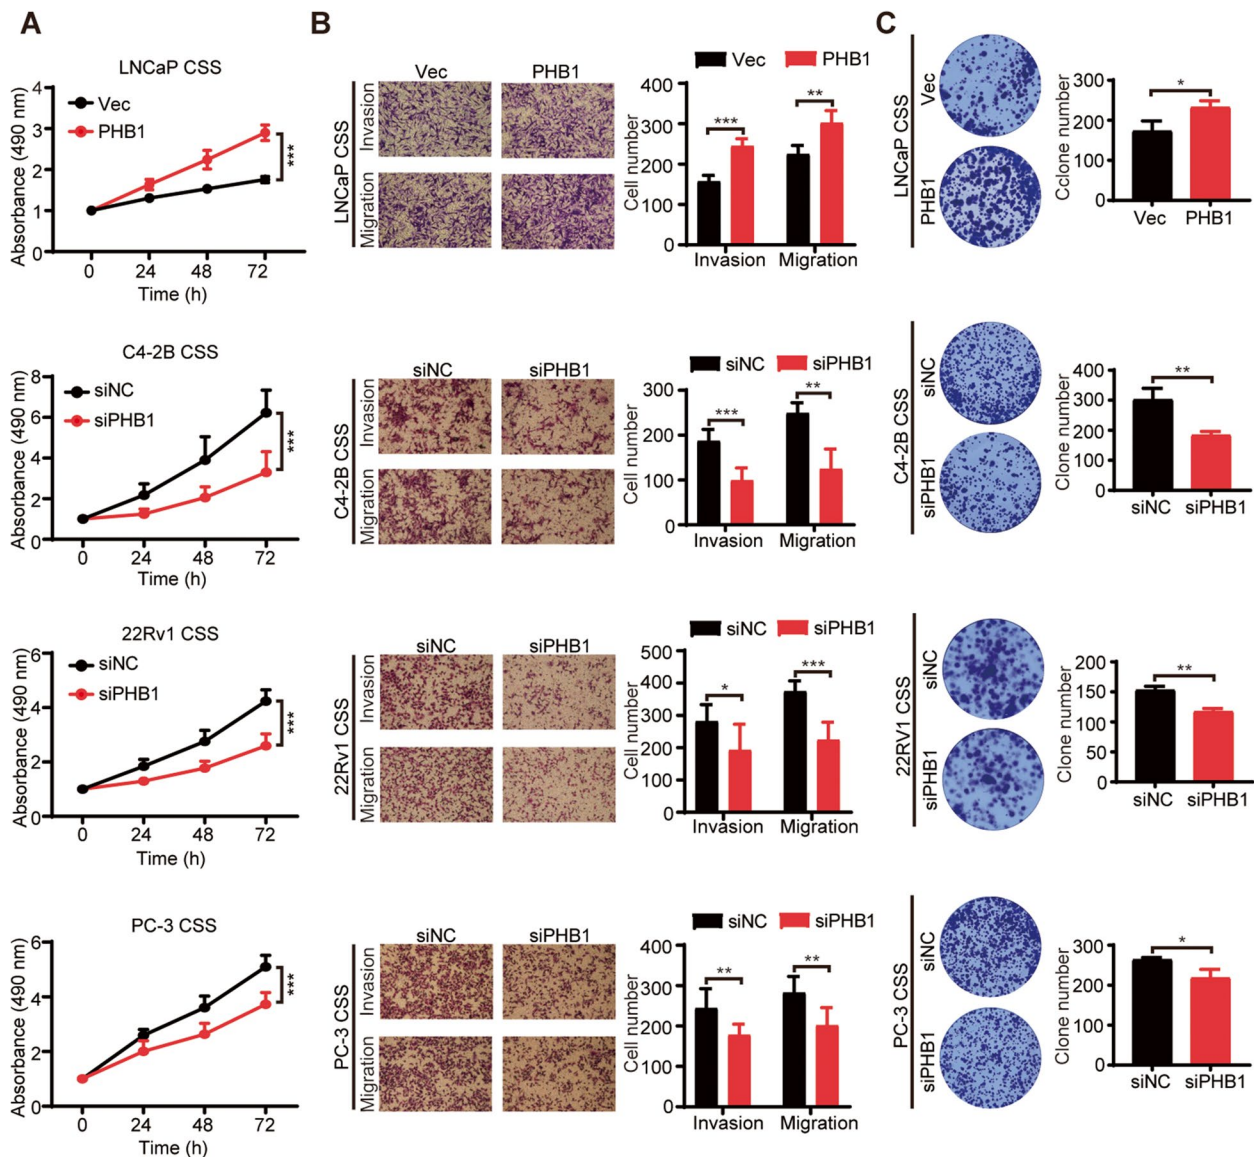 A
B
C
LNCaP CSS
Absorbance (490 nm)
4
3
2
1
0
Vec
PHB1
***
0 24 48 72
Time (h)
LNCaP CSS
Vec PHB1
Invasion
Migration
Vec PHB1
Cell number
400
300
200
100
0
*** **
Invasion Migration
LNCaP CSS
Vec
PHB1
Cclone number
300
200
100
0
*
Vec PHB1
C4-2B CSS
Absorbance (490 nm)
8
6
4
2
0
siNC
siPHB1
***
0 24 48 72
Time (h)
C4-2B CSS
siNC siPHB1
Invasion
Migration
siNC siPHB1
Cell number
300
200
100
0
*** **
Invasion Migration
C4-2B CSS
siNC
siPHB1
Clone number
400
300
200
100
0
**
siNC siPHB1
22Rv1 CSS
Absorbance (490 nm)
6
4
2
0
siNC
siPHB1
***
0 24 48 72
Time (h)
22Rv1 CSS
siNC siPHB1
Invasion
Migration
siNC siPHB1
Cell number
500
400
300
200
100
0
* ***
Invasion Migration
22RV1 CSS
siNC
siPHB1
Clone number
200
150
100
50
0
**
siNC siPHB1
PC-3 CSS
Absorbance (490 nm)
6
4
2
0
siNC
siPHB1
***
0 24 48 72
Time (h)
PC-3 CSS
siNC siPHB1
Invasion
Migration
siNC siPHB1
Cell number
400
300
200
100
0
** **
Invasion Migration
PC-3 CSS
siNC
siPHB1
Clone number
300
200
100
0
*
siNC siPHB1